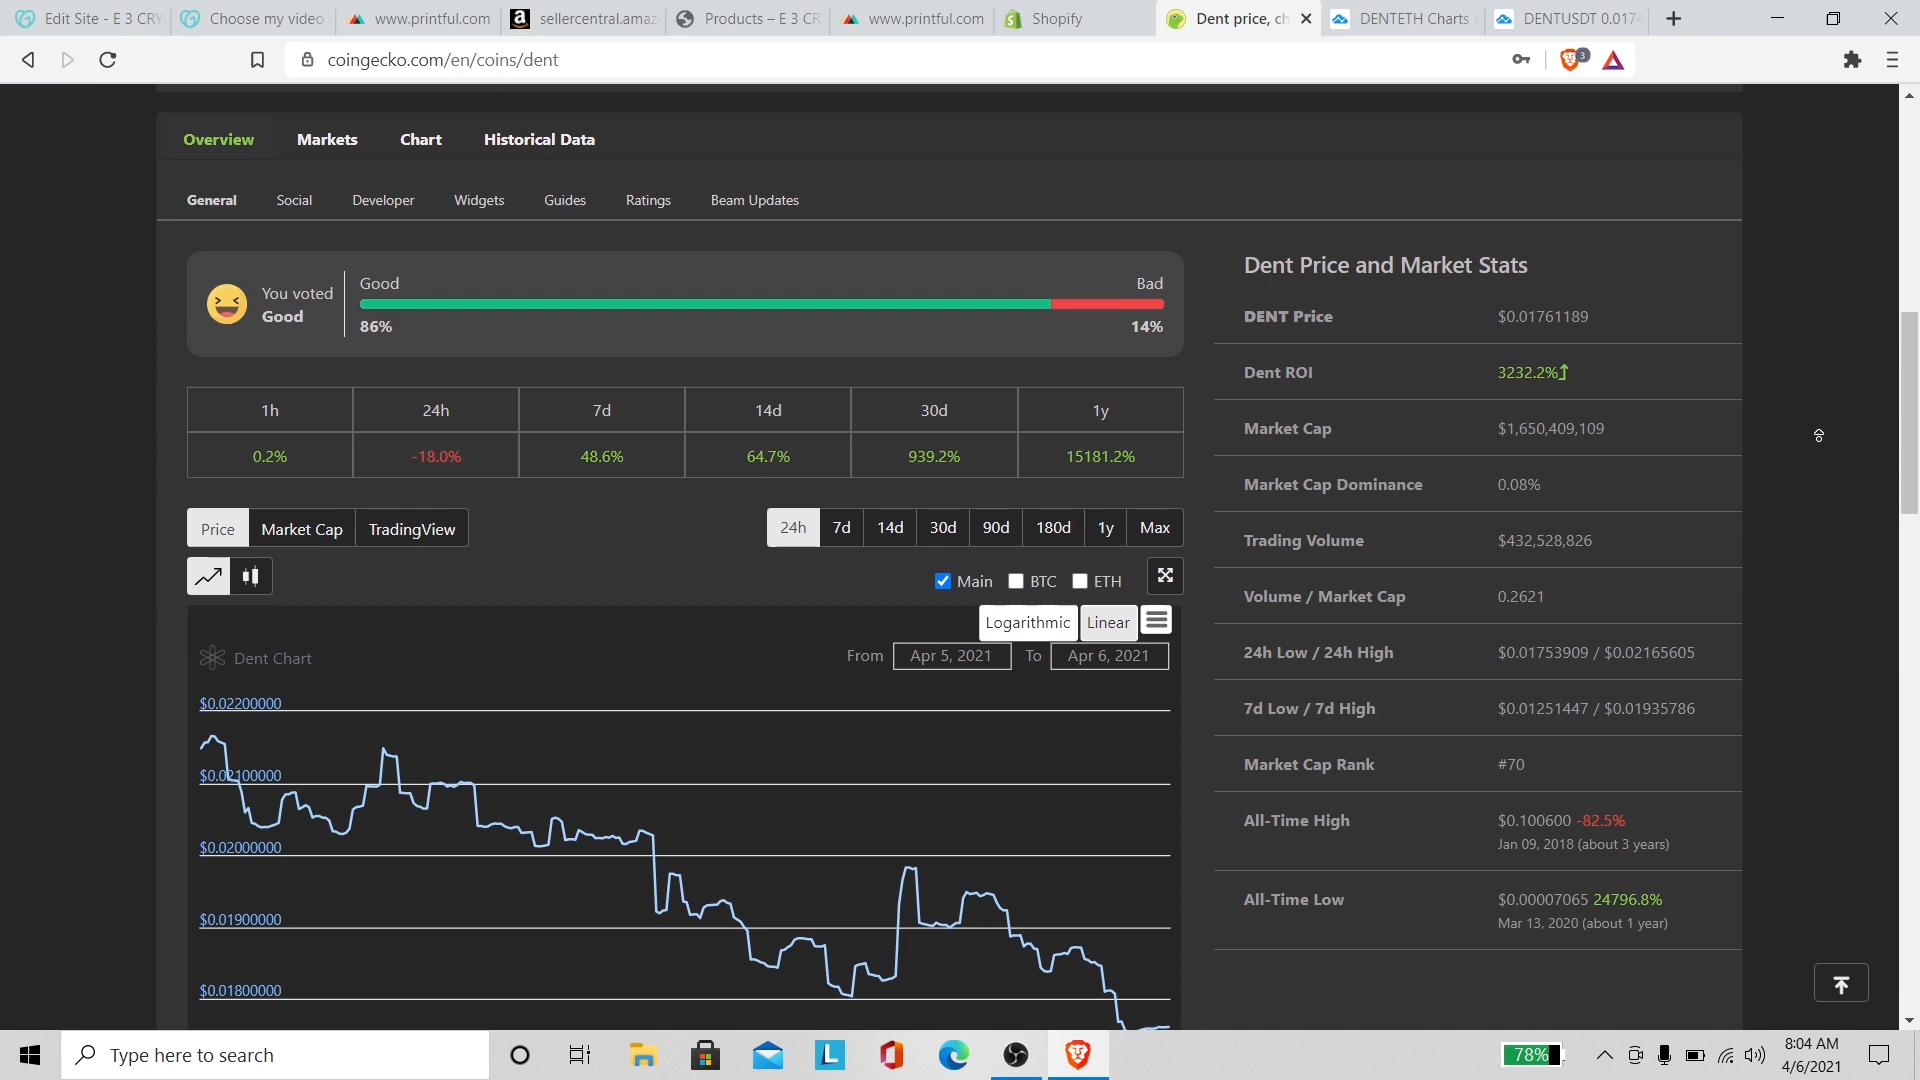 Edit Site - E 3 CRY
Choose my video
www.printful.com
sellercentral.amaz
Products – E 3 CR
www.printful.com
Shopify
Dent price, ch
DENTETH Charts a
DENTUSDT 0.0174
coingecko.com/en/coins/dent
3
Overview Markets Chart Historical Data
General Social Developer Widgets Guides Ratings Beam Updates
You voted
Good
Good Bad
86% 14%
1h 24h 7d 14d 30d 1y
0.2% -18.0% 48.6% 64.7% 939.2% 15181.2%
Price Market Cap TradingView
24h 7d 14d 30d 90d 180d 1y Max
Main BTC ETH
Logarithmic Linear
Dent Chart
From Apr 5, 2021 To Apr 6, 2021
$0.02200000
$0.02100000
$0.02000000
$0.01900000
$0.01800000
Dent Price and Market Stats
DENT Price $0.01761189
Dent ROI 3232.2%
Market Cap $1,650,409,109
Market Cap Dominance 0.08%
Trading Volume $432,528,826
Volume / Market Cap 0.2621
24h Low / 24h High $0.01753909 / $0.02165605
7d Low / 7d High $0.01251447 / $0.01935786
Market Cap Rank #70
All-Time High $0.100600 -82.5%
Jan 09, 2018 (about 3 years)
All-Time Low $0.00007065 24796.8%
Mar 13, 2020 (about 1 year)
Type here to search
L
78%
8:04 AM
4/6/2021